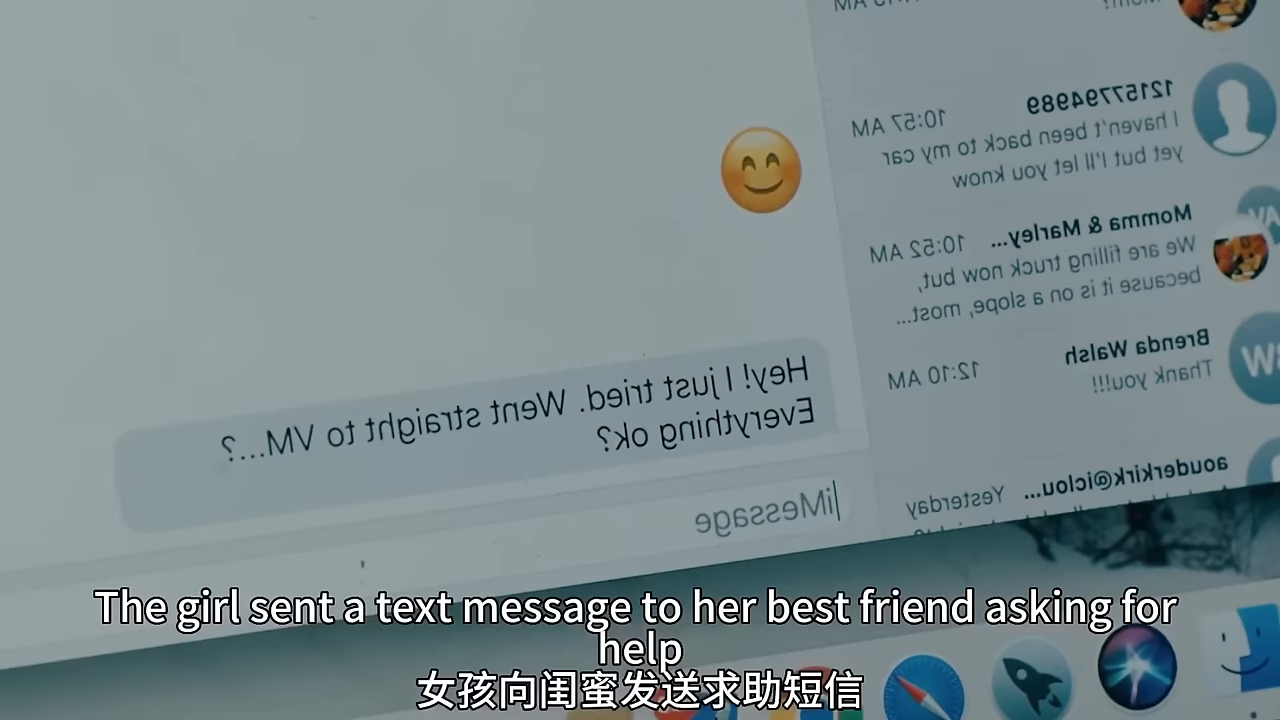 12157794989 10:57 AM
I haven't been back to my car
yet but I'll let you know
Momma & Marley... 10:52 AM
We are filling truck now but,
because it is on a slope, most...
Brenda Walsh 12:10 AM
Thank you!!!
aouderkirk@iclou... Yesterday
Hey! I just tried. Went straight to VM...?
Everything ok?
iMessage
The girl sent a text message to her best friend asking for
help
女孩向闺蜜发送求助短信